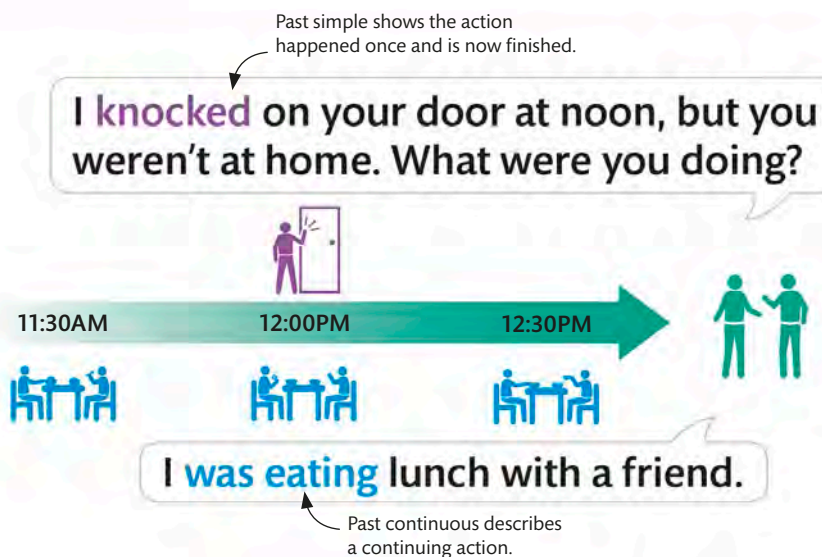 Past simple shows the action
happened once and is now finished.
I knocked on your door at noon, but you
weren't at home. What were you doing?
11:30AM 12:00PM 12:30PM
I was eating lunch with a friend.
Past continuous describes
a continuing action.